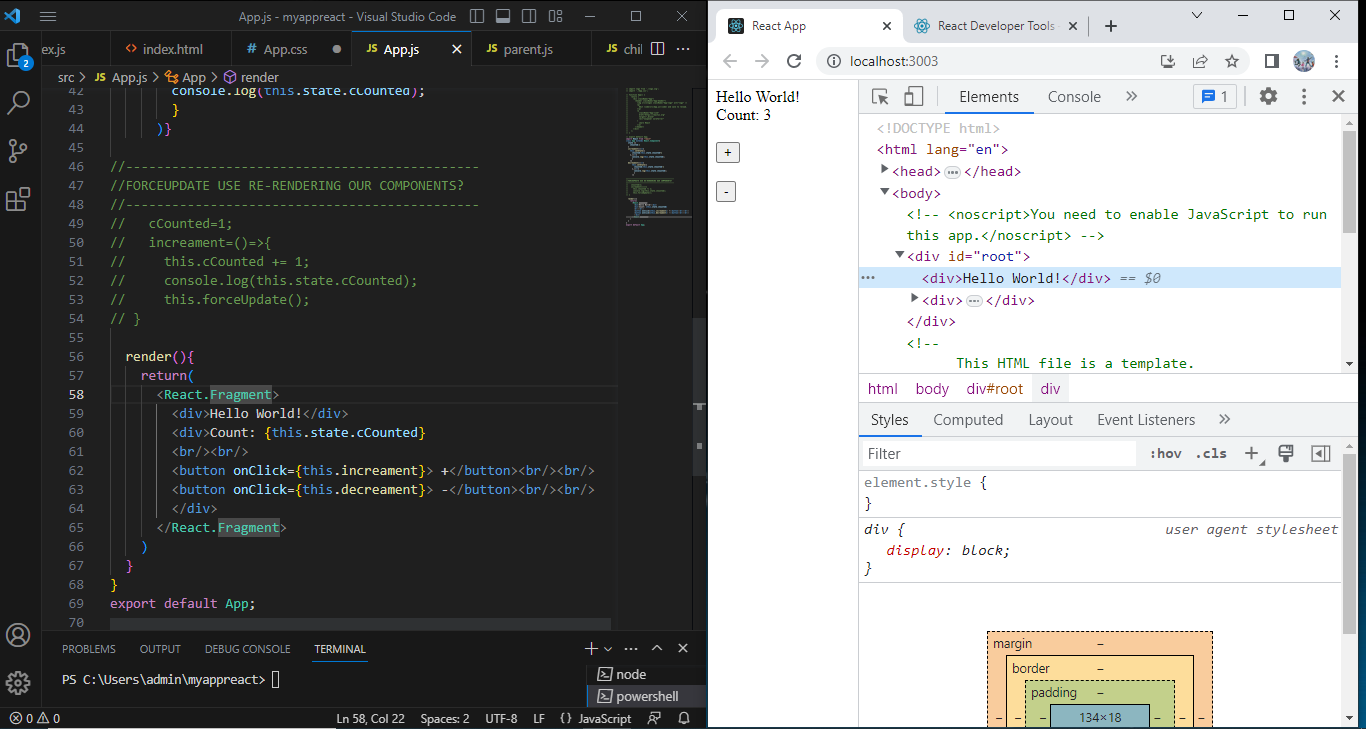 App.js - myappreact - Visual Studio Code
ex.js
<> index.html
# App.css
JS App.js
JS parent.js
JS chil
src > JS App.js > App > render
42 console.log(this.state.cCounted);
43 }
44 )}
45
46 //----------------------------------------------
47 //FORCEUPDATE USE RE-RENDERING OUR COMPONENTS?
48 //----------------------------------------------
49 // cCounted=1;
50 // increament=()=>{
51 // this.cCounted += 1;
52 // console.log(this.state.cCounted);
53 // this.forceUpdate();
54 // }
55
56 render(){
57 return(
58 <React.Fragment>
59 <div>Hello World!</div>
60 <div>Count: {this.state.cCounted}
61 <br/><br/>
62 <button onClick={this.increament}> +</button><br/><br/>
63 <button onClick={this.decreament}> -</button><br/><br/>
64 </div>
65 </React.Fragment>
66 )
67 }
68 }
69 export default App;
70
2
PROBLEMS OUTPUT DEBUG CONSOLE TERMINAL
PS C:\Users\admin\myappreact>
node
powershell
0 0 Ln 58, Col 22 Spaces: 2 UTF-8 LF {} JavaScript
React App
React Developer Tools -
localhost:3003
Hello World!
Count: 3
+
-
Elements Console » 1
<!DOCTYPE html>
<html lang="en">
<head>…</head>
<body>
<!-- <noscript>You need to enable JavaScript to run
this app.</noscript> -->
<div id="root">
… <div>Hello World!</div> == $0
<div>…</div>
</div>
<!--
This HTML file is a template.
html body div#root div
Styles Computed Layout Event Listeners »
Filter :hov .cls +
element.style {
}
div { user agent stylesheet
display: block;
}
margin –
border –
padding –
– – – 134×18 – – –